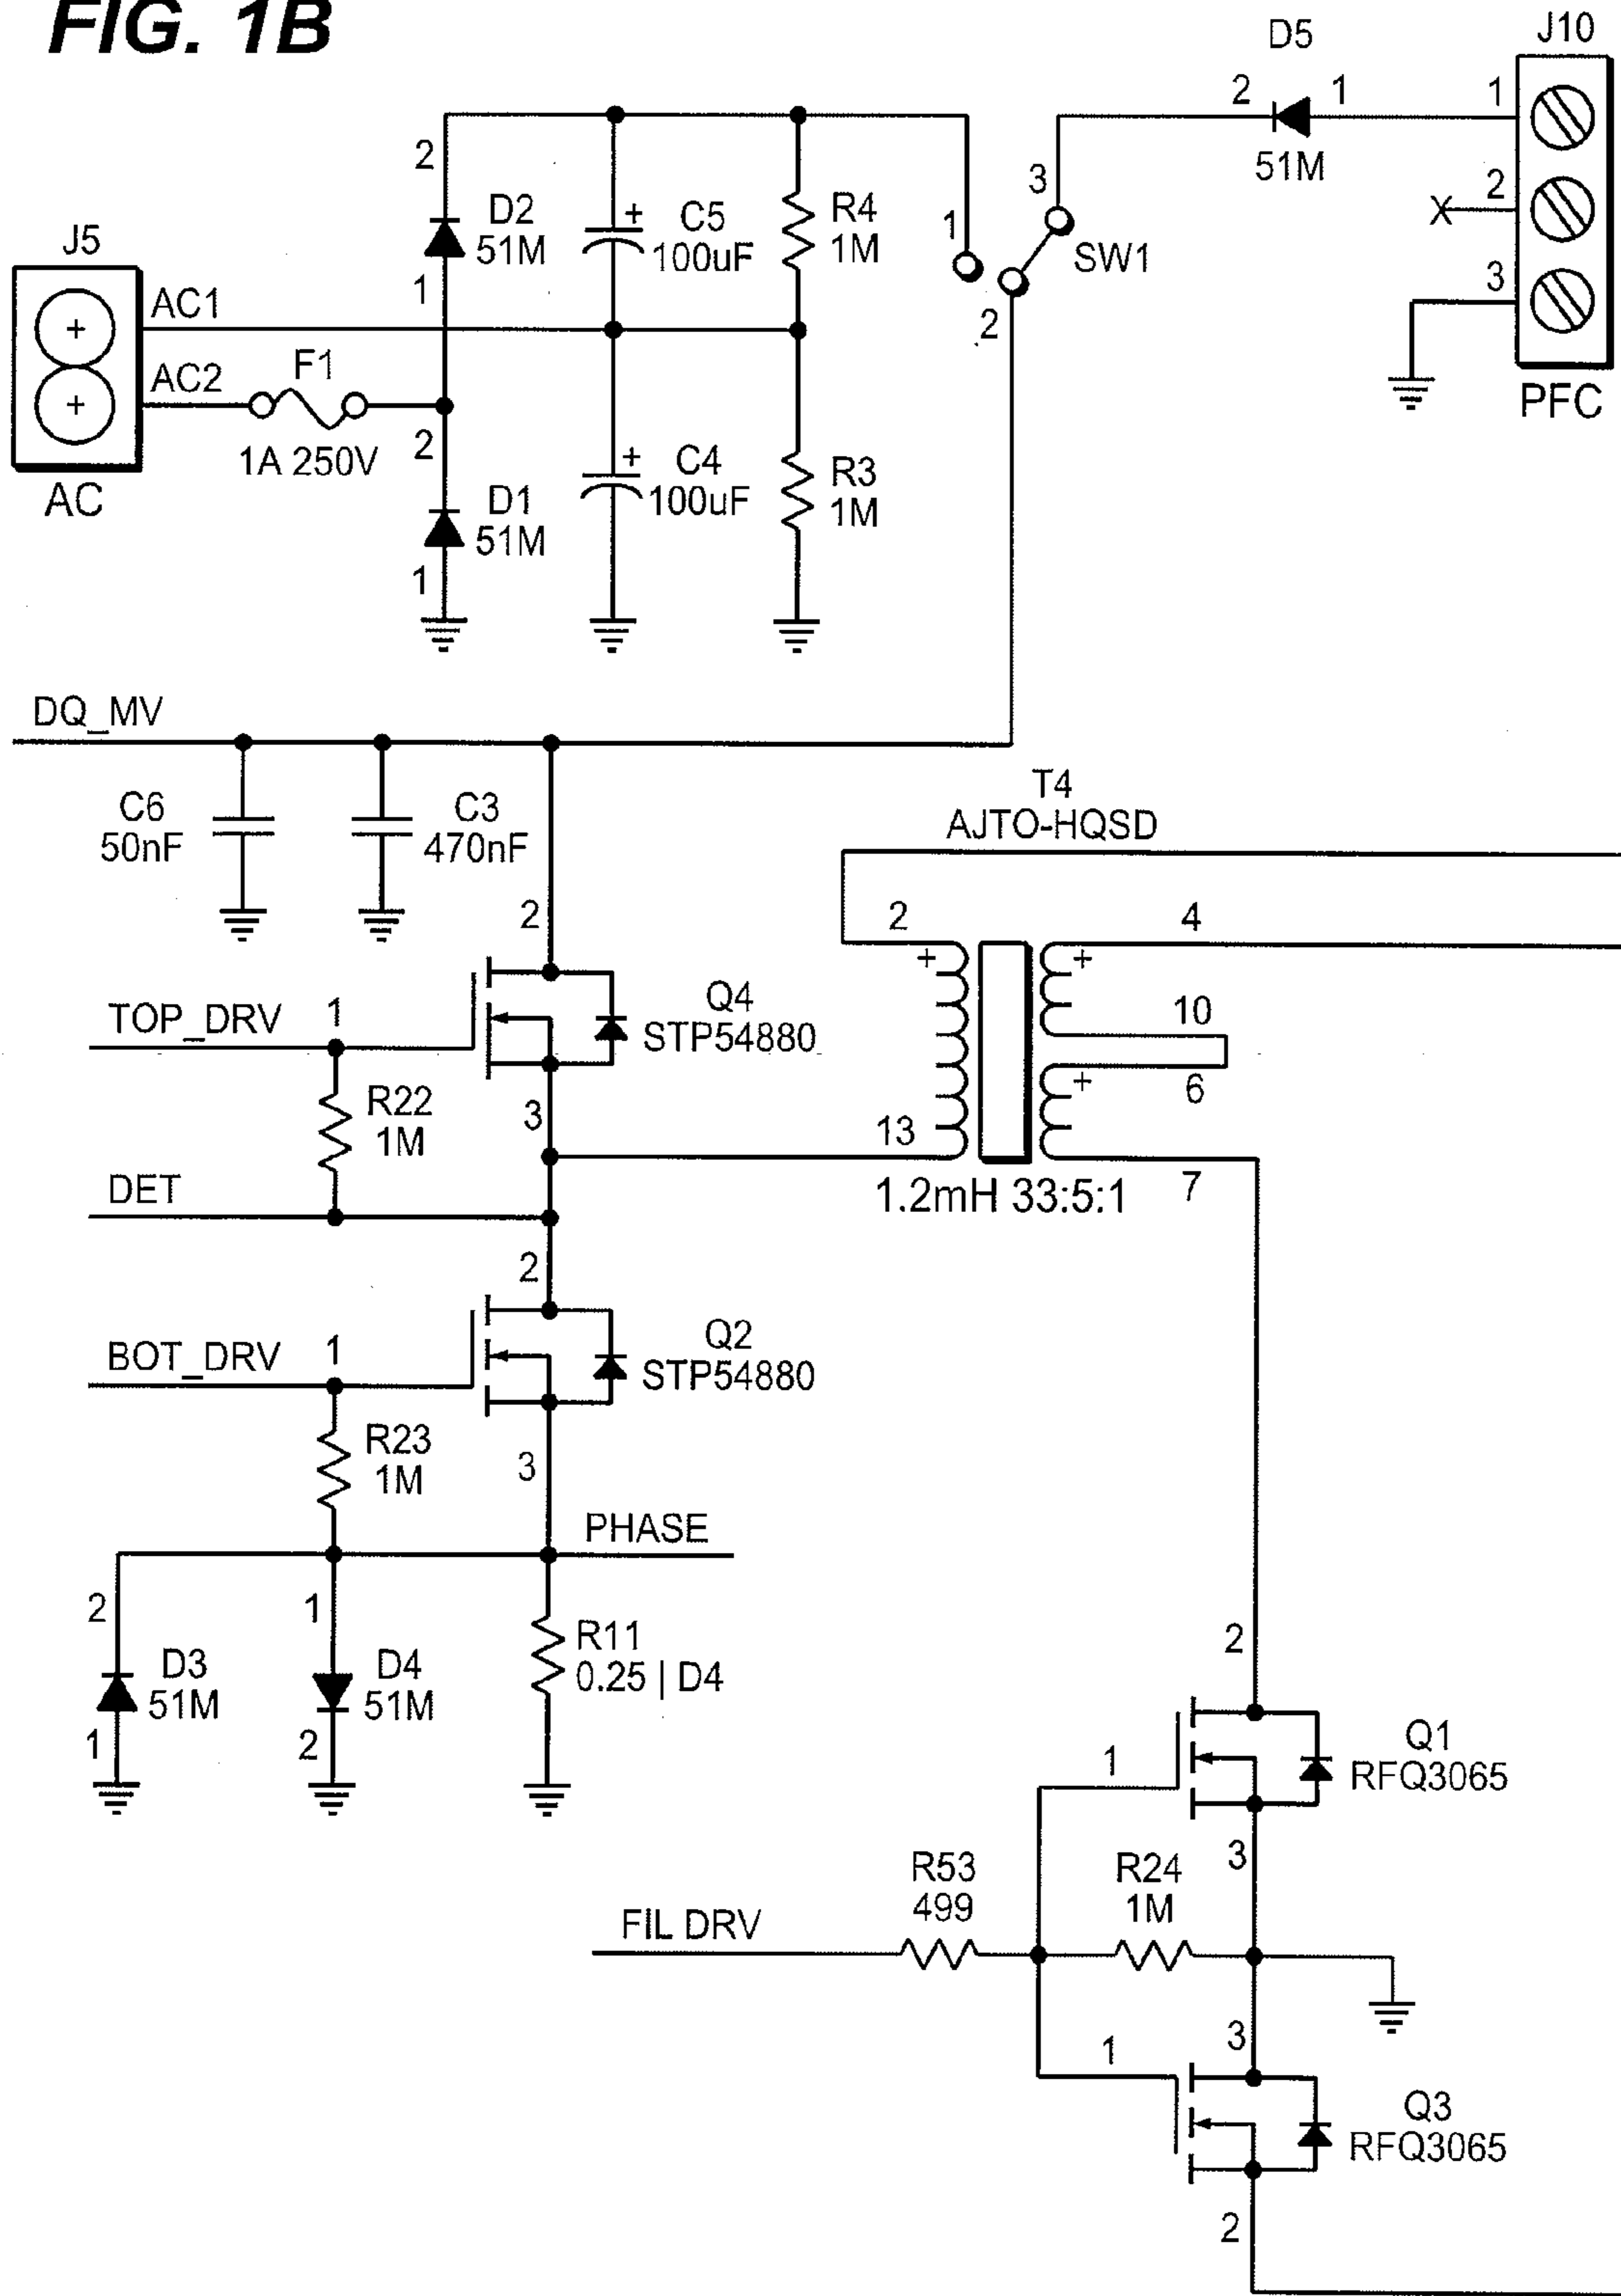 FIG. 1B
D5
J10
2
1
1
51M
2
X
3
PFC
2
D2
51M
1
+
C5
100uF
R4
1M
1
3
SW1
2
J5
+
+
AC
AC1
AC2
F1
1A 250V
2
D1
51M
1
+
C4
100uF
R3
1M
DQ_MV
C6
50nF
C3
470nF
T4
AJTO-HQSD
2
+
13
+
4
10
+
6
7
1.2mH 33:5:1
2
TOP_DRV
1
Q4
STP54880
R22
1M
3
DET
2
BOT_DRV
1
Q2
STP54880
R23
1M
3
PHASE
2
D3
51M
1
1
D4
51M
2
R11
0.25 | D4
2
1
Q1
RFQ3065
3
FIL DRV
R53
499
R24
1M
3
1
Q3
RFQ3065
2